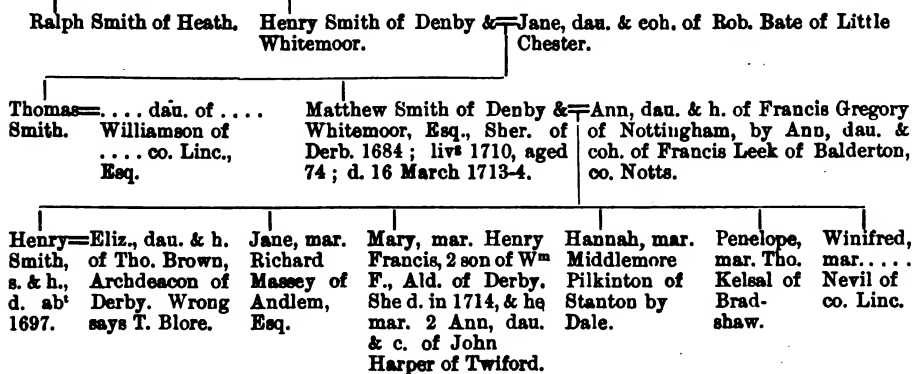 Ralph Smith of Heath.
Henry Smith of Denby &
Whitemoor.
Jane, dau. & coh. of Rob. Bate of Little
Chester.
Thomas
Smith.
.... dau. of ....
Williamson of
.... co. Linc.,
Esq.
Matthew Smith of Denby &
Whitemoor, Esq., Sher. of
Derb. 1684 ; livᵍ 1710, aged
74 ; d. 16 March 1713-4.
Ann, dau. & h. of Francis Gregory
of Nottingham, by Ann, dau. &
coh. of Francis Leek of Balderton,
co. Notts.
Henry
Smith,
s. & h.,
d. abᵗ
1697.
Eliz., dau. & h.
of Tho. Brown,
Archdeacon of
Derby. Wrong
says T. Blore.
Jane, mar.
Richard
Massey of
Andlem,
Esq.
Mary, mar. Henry
Francis, 2 son of Wᵐ
F., Ald. of Derby.
She d. in 1714, & he
mar. 2 Ann, dau.
& c. of John
Harper of Twiford.
Hannah, mar.
Middlemore
Pilkinton of
Stanton by
Dale.
Penelope,
mar. Tho.
Kelsal of
Brad-
shaw.
Winifred,
mar.....
Nevil of
co. Linc.